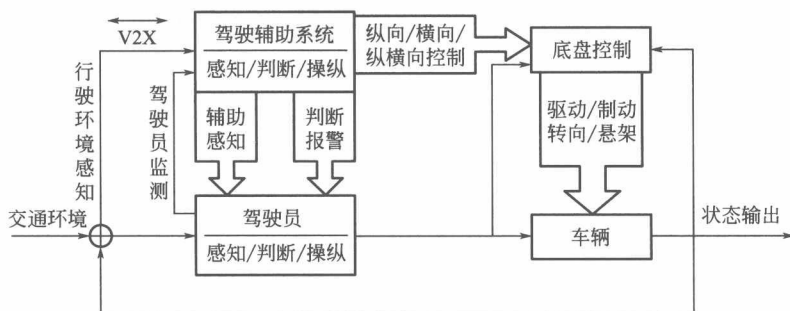 V2X
行驶环境感知
驾驶员监测
驾驶辅助系统
感知/判断/操纵
纵向/横向/
纵横向控制
底盘控制
辅助
感知
判断
报警
驱动/制动
转向/悬架
交通环境
驾驶员
感知/判断/操纵
车辆
状态输出